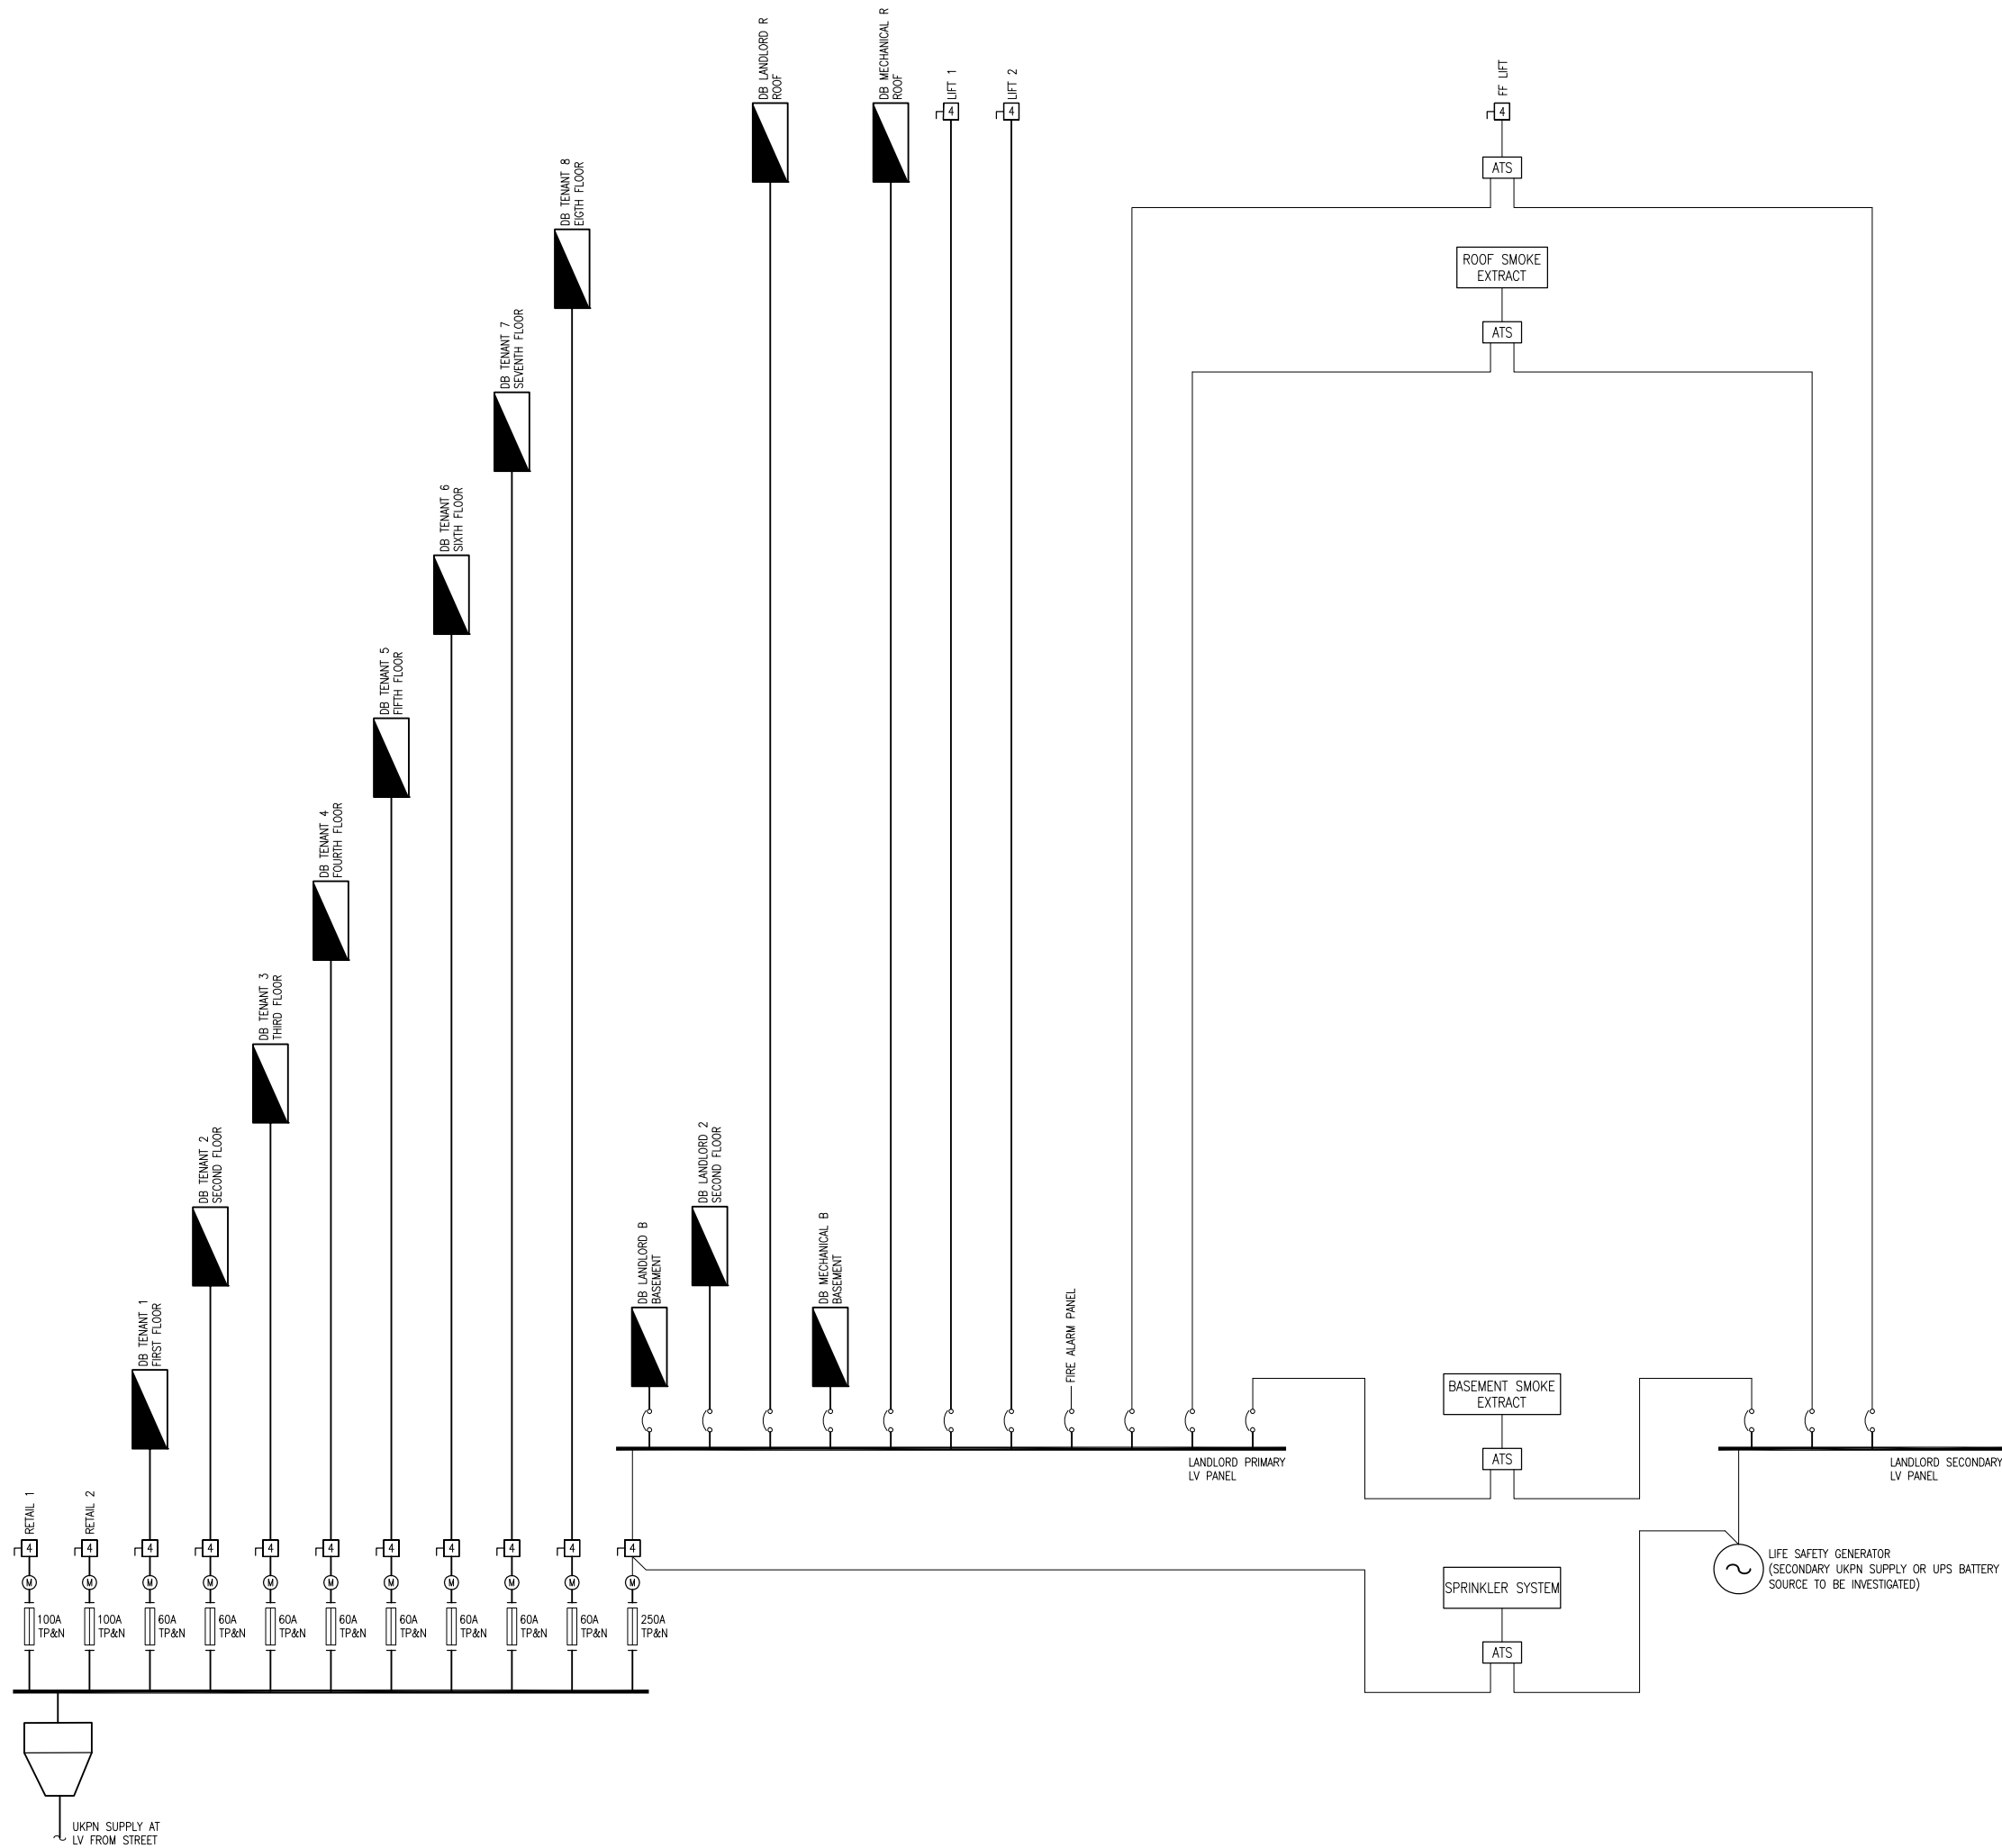 DB LANDLORD R
ROOF
DB MECHANICAL R
ROOF
LIFT 1
4
LIFT 2
4
FF LIFT
4
ATS
ROOF SMOKE
EXTRACT
ATS
DB TENANT 8
EIGTH FLOOR
DB TENANT 7
SEVENTH FLOOR
DB TENANT 6
SIXTH FLOOR
DB TENANT 5
FIFTH FLOOR
DB TENANT 4
FOURTH FLOOR
DB TENANT 3
THIRD FLOOR
DB TENANT 2
SECOND FLOOR
DB TENANT 1
FIRST FLOOR
DB LANDLORD B
BASEMENT
DB LANDLORD 2
SECOND FLOOR
DB MECHANICAL B
BASEMENT
FIRE ALARM PANEL
BASEMENT SMOKE
EXTRACT
ATS
LANDLORD PRIMARY
LV PANEL
LANDLORD SECONDARY
LV PANEL
RETAIL 1
RETAIL 2
4
4
4
4
4
4
4
4
4
4
4
M
M
M
M
M
M
M
M
M
M
M
100A
TP&N
100A
TP&N
60A
TP&N
60A
TP&N
60A
TP&N
60A
TP&N
60A
TP&N
60A
TP&N
60A
TP&N
60A
TP&N
250A
TP&N
SPRINKLER SYSTEM
ATS
LIFE SAFETY GENERATOR
(SECONDARY UKPN SUPPLY OR UPS BATTERY
SOURCE TO BE INVESTIGATED)
UKPN SUPPLY AT
LV FROM STREET